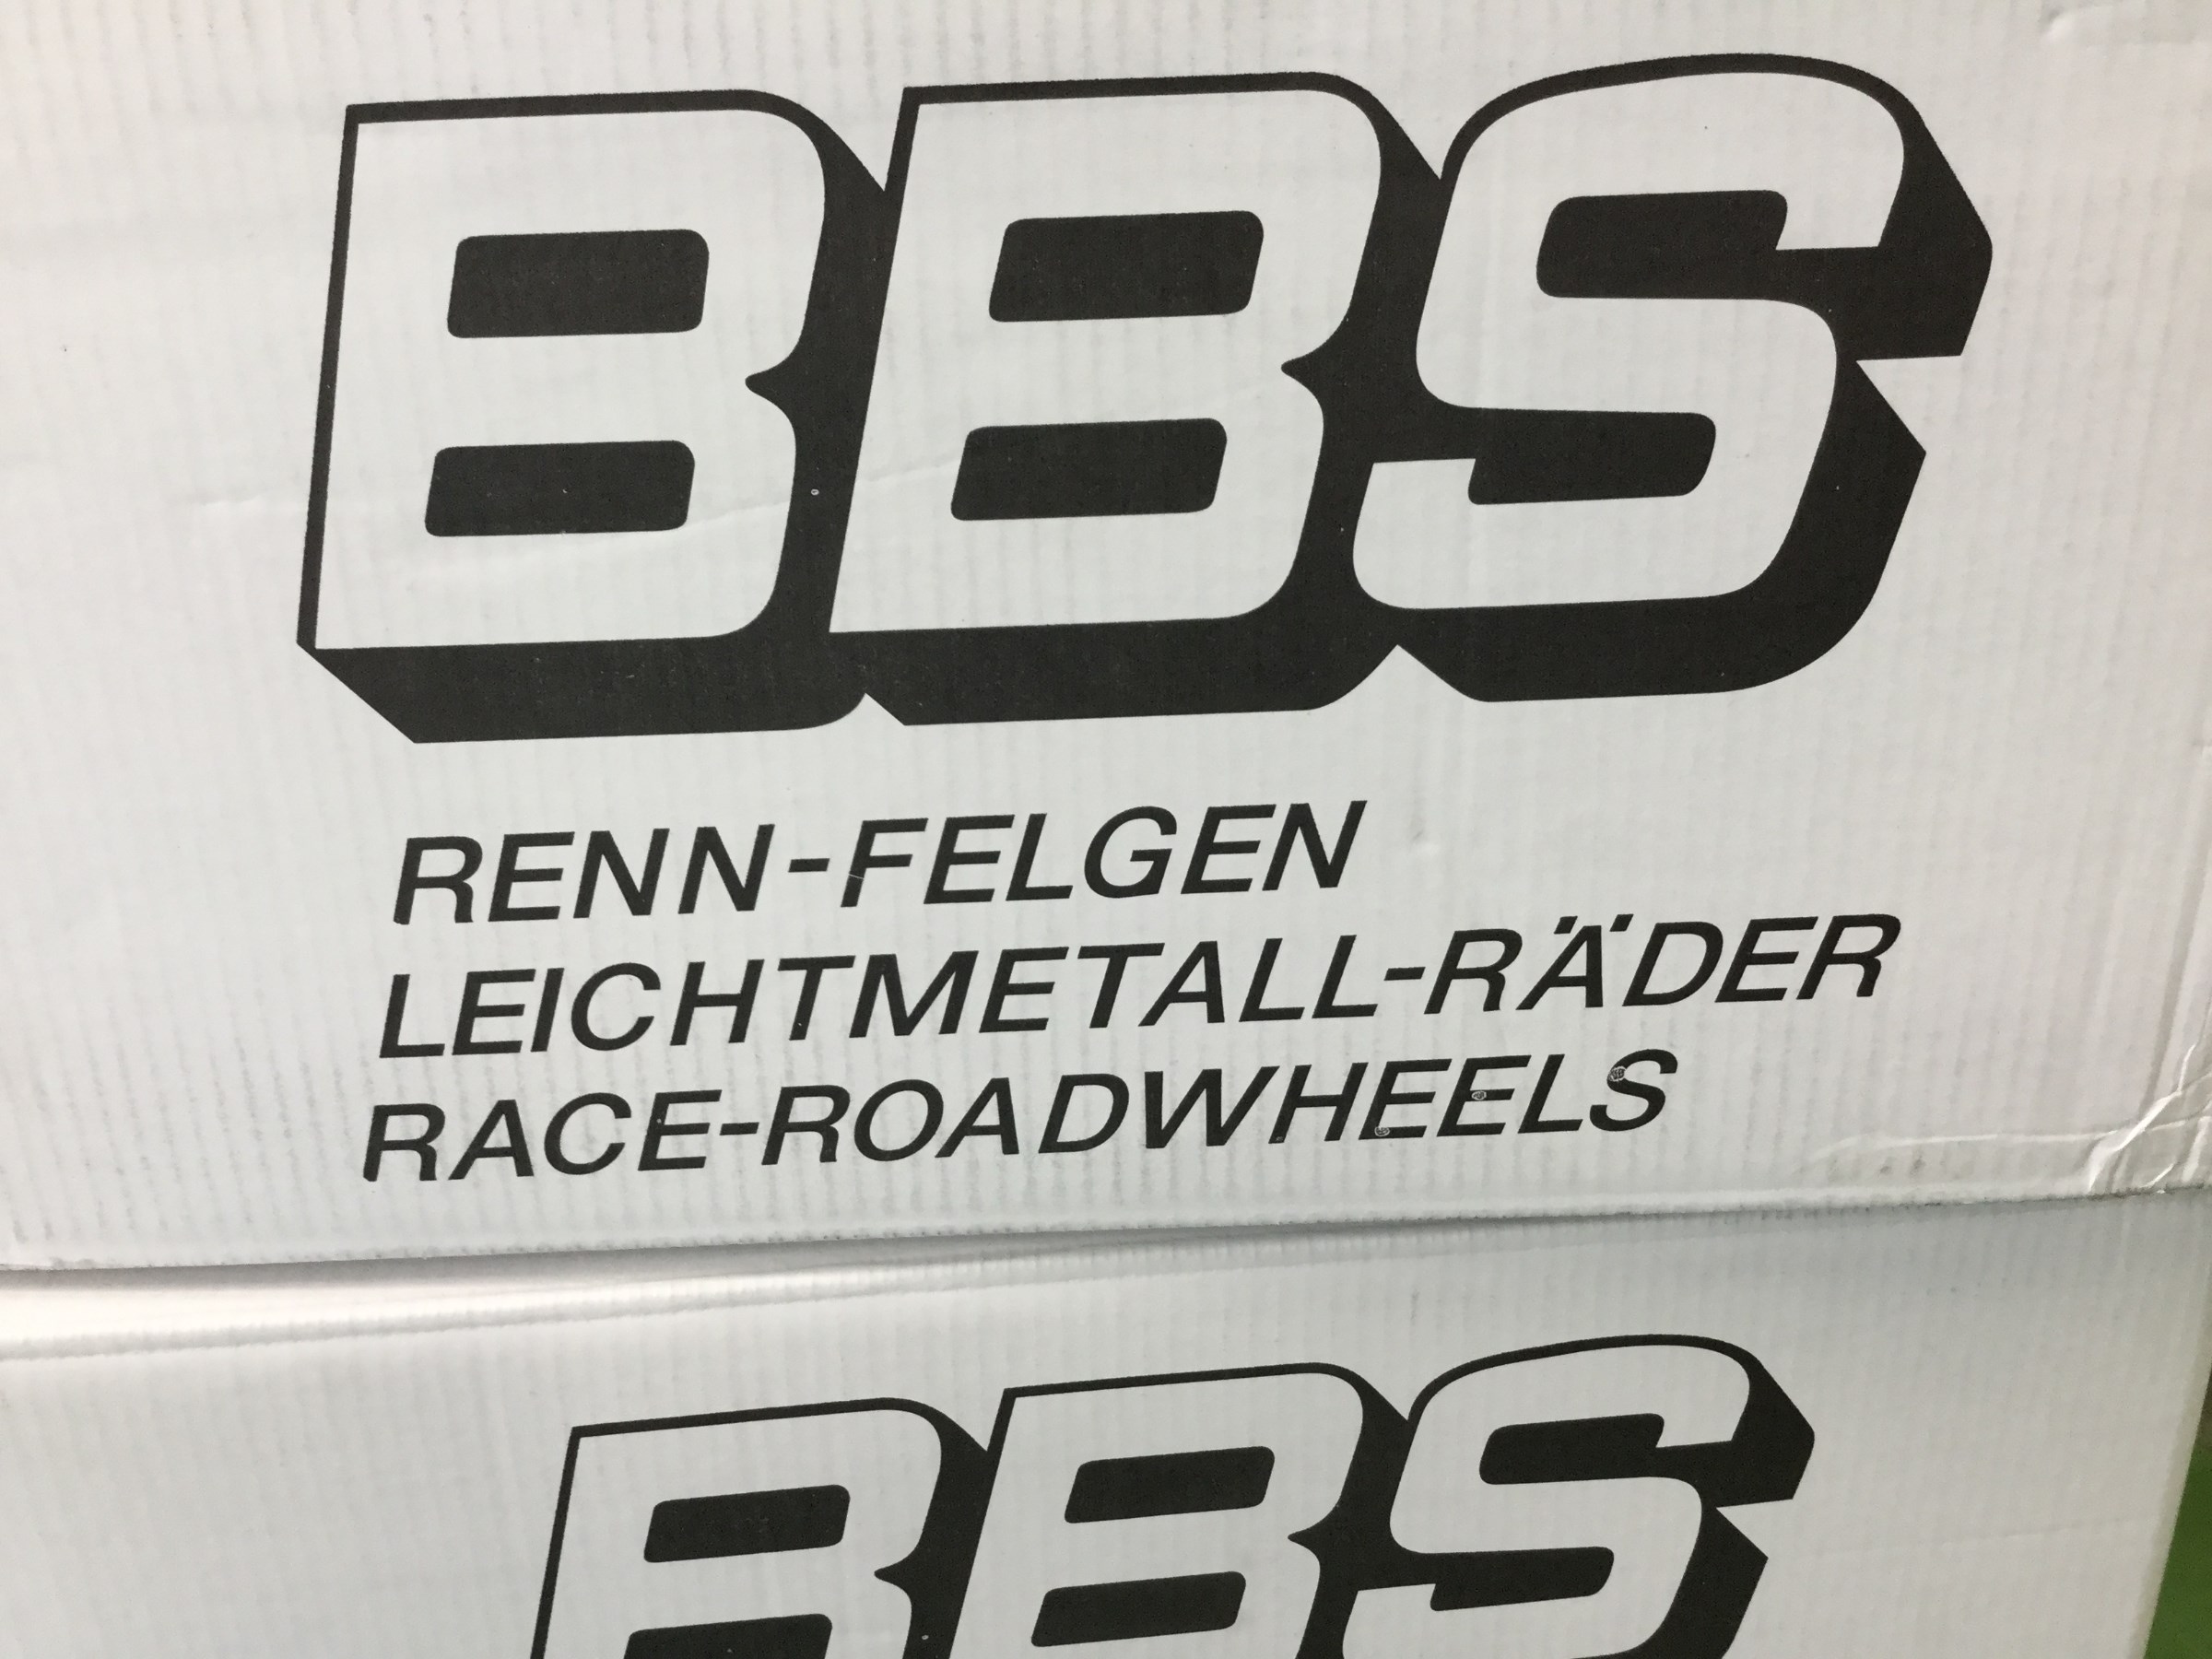 BBS
RENN-FELGEN
LEICHTMETALL-RÄDER
RACE-ROADWHEELS
BBS